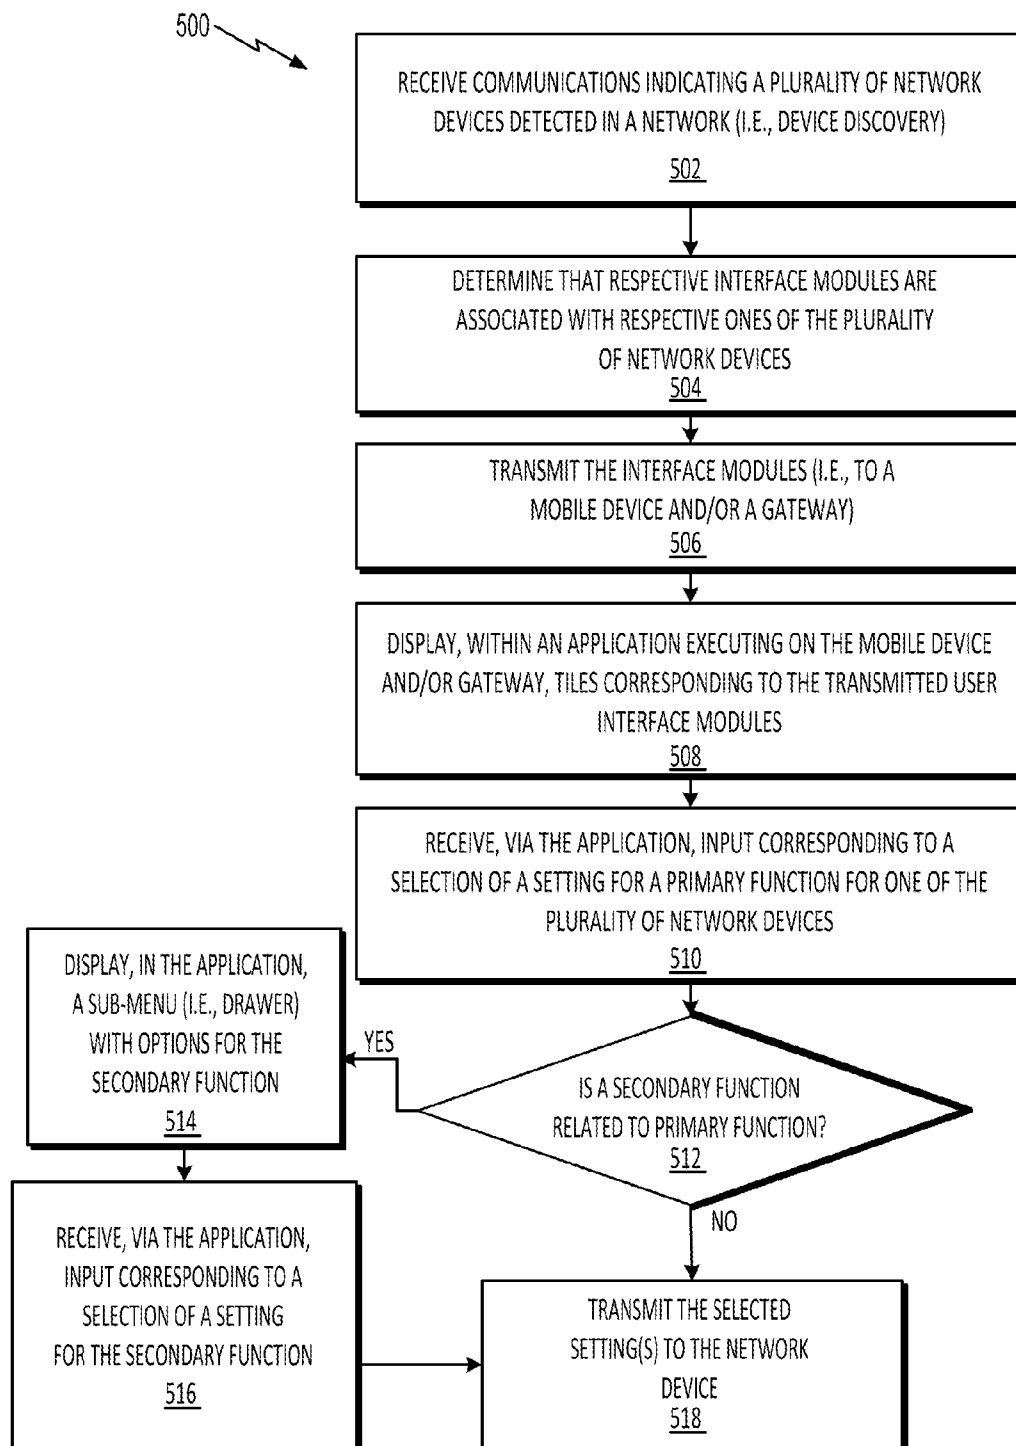 500
RECEIVE COMMUNICATIONS INDICATING A PLURALITY OF NETWORK
DEVICES DETECTED IN A NETWORK (I.E., DEVICE DISCOVERY)
502
DETERMINE THAT RESPECTIVE INTERFACE MODULES ARE
ASSOCIATED WITH RESPECTIVE ONES OF THE PLURALITY
OF NETWORK DEVICES
504
TRANSMIT THE INTERFACE MODULES (I.E., TO A
MOBILE DEVICE AND/OR A GATEWAY)
506
DISPLAY, WITHIN AN APPLICATION EXECUTING ON THE MOBILE DEVICE
AND/OR GATEWAY, TILES CORRESPONDING TO THE TRANSMITTED USER
INTERFACE MODULES
508
RECEIVE, VIA THE APPLICATION, INPUT CORRESPONDING TO A
SELECTION OF A SETTING FOR A PRIMARY FUNCTION FOR ONE OF THE
PLURALITY OF NETWORK DEVICES
510
IS A SECONDARY FUNCTION
RELATED TO PRIMARY FUNCTION?
512
YES
DISPLAY, IN THE APPLICATION,
A SUB-MENU (I.E., DRAWER)
WITH OPTIONS FOR THE
SECONDARY FUNCTION
514
RECEIVE, VIA THE APPLICATION,
INPUT CORRESPONDING TO A
SELECTION OF A SETTING
FOR THE SECONDARY FUNCTION
516
NO
TRANSMIT THE SELECTED
SETTING(S) TO THE NETWORK
DEVICE
518